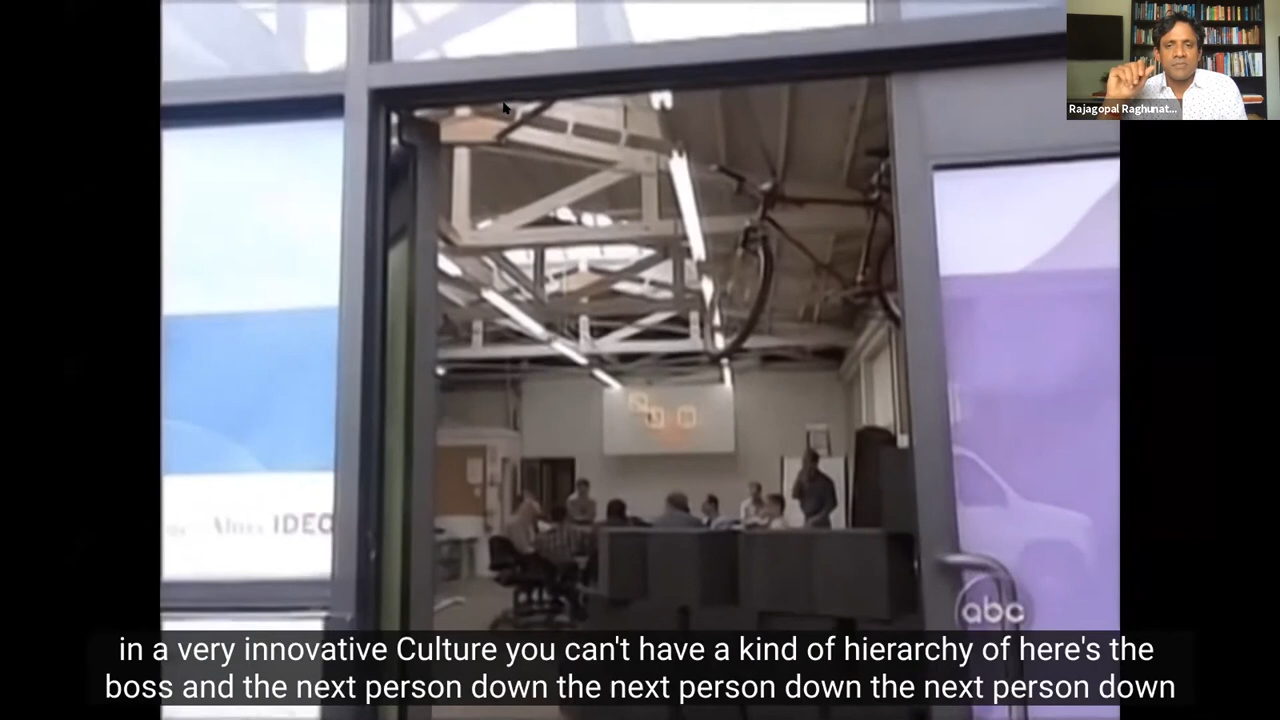 Rajagopal Raghunat...
IDEO
abc
in a very innovative Culture you can't have a kind of hierarchy of here's the
boss and the next person down the next person down the next person down